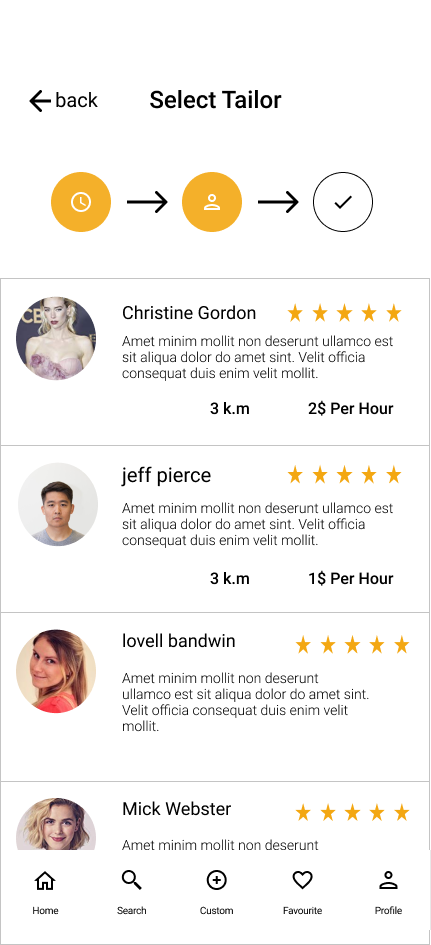 back
Select Tailor
Christine Gordon
Amet minim mollit non deserunt ullamco est
sit aliqua dolor do amet sint. Velit officia
consequat duis enim velit mollit.
3 k.m
2$ Per Hour
jeff pierce
Amet minim mollit non deserunt ullamco est
sit aliqua dolor do amet sint. Velit officia
consequat duis enim velit mollit.
3 k.m
1$ Per Hour
lovell bandwin
Amet minim mollit non deserunt
ullamco est sit aliqua dolor do amet sint.
Velit officia consequat duis enim velit
mollit.
Mick Webster
Amet minim mollit non deserunt
Home
Search
Custom
Favourite
Profile